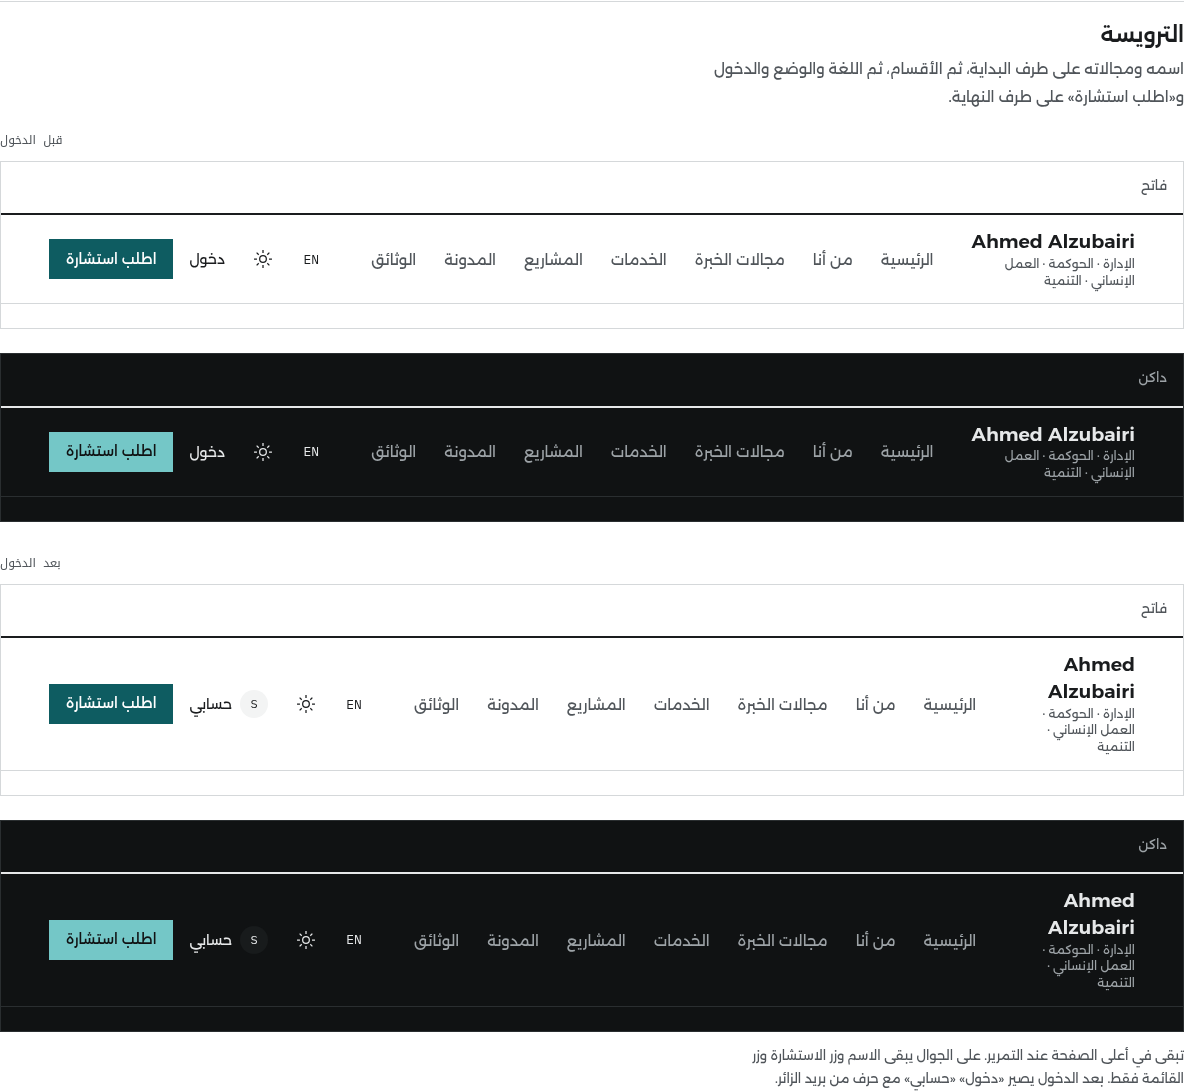 الترويسة
اسمه ومجالاته على طرف البداية، ثم الأقسام، ثم اللغة والوضع والدخول
و«اطلب استشارة» على طرف النهاية.
قبل الدخول
فاتح
Ahmed Alzubairi
الإدارة · الحوكمة · العمل
الإنساني · التنمية
الرئيسية من أنا مجالات الخبرة الخدمات المشاريع المدونة الوثائق EN دخول اطلب استشارة
داكن
Ahmed Alzubairi
الإدارة · الحوكمة · العمل
الإنساني · التنمية
الرئيسية من أنا مجالات الخبرة الخدمات المشاريع المدونة الوثائق EN دخول اطلب استشارة
بعد الدخول
فاتح
Ahmed
Alzubairi
الإدارة · الحوكمة ·
العمل الإنساني ·
التنمية
الرئيسية من أنا مجالات الخبرة الخدمات المشاريع المدونة الوثائق EN S حسابي اطلب استشارة
داكن
Ahmed
Alzubairi
الإدارة · الحوكمة ·
العمل الإنساني ·
التنمية
الرئيسية من أنا مجالات الخبرة الخدمات المشاريع المدونة الوثائق EN S حسابي اطلب استشارة
تبقى في أعلى الصفحة عند التمرير. على الجوال يبقى الاسم وزر الاستشارة وزر
القائمة فقط. بعد الدخول يصير «دخول» «حسابي» مع حرف من بريد الزائر.